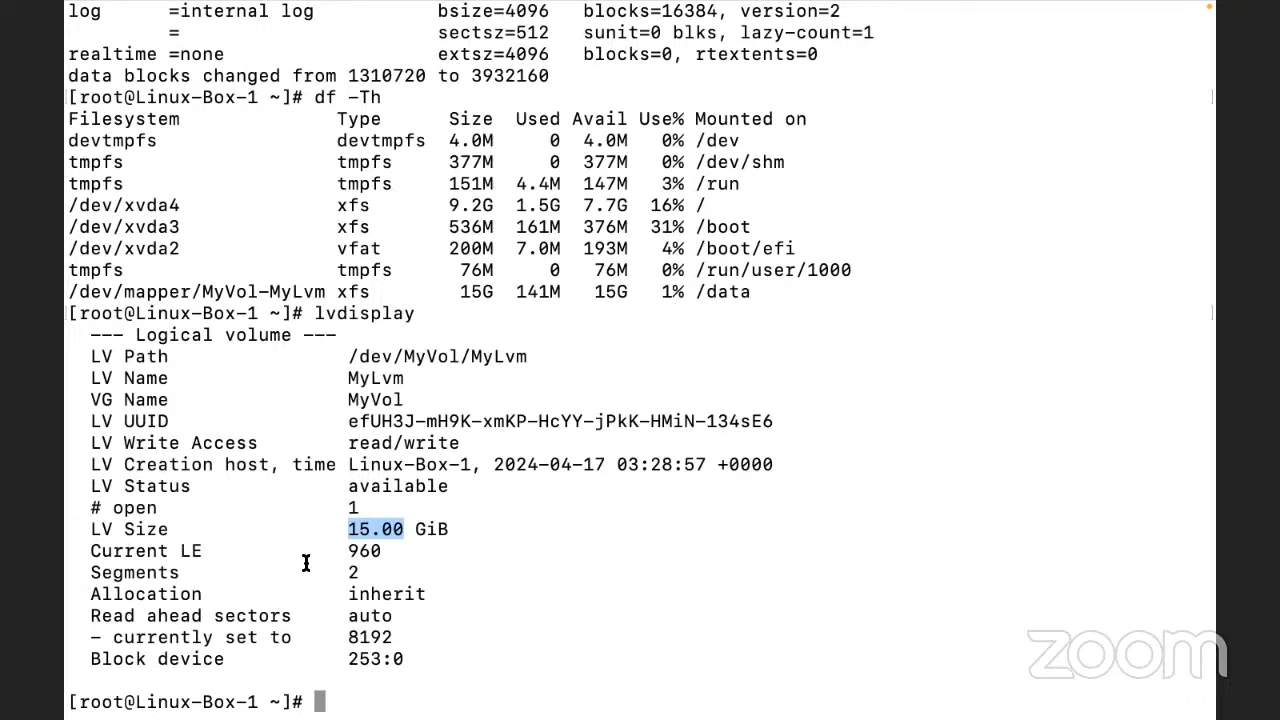 log      =internal log           bsize=4096   blocks=16384, version=2
         =                       sectsz=512   sunit=0 blks, lazy-count=1
realtime =none                   extsz=4096   blocks=0, rtextents=0
data blocks changed from 1310720 to 3932160
[root@Linux-Box-1 ~]# df -Th
Filesystem              Type      Size  Used Avail Use% Mounted on
devtmpfs                devtmpfs  4.0M     0  4.0M   0% /dev
tmpfs                   tmpfs     377M     0  377M   0% /dev/shm
tmpfs                   tmpfs     151M  4.4M  147M   3% /run
/dev/xvda4              xfs       9.2G  1.5G  7.7G  16% /
/dev/xvda3              xfs       536M  161M  376M  31% /boot
/dev/xvda2              vfat      200M  7.0M  193M   4% /boot/efi
tmpfs                   tmpfs      76M     0   76M   0% /run/user/1000
/dev/mapper/MyVol-MyLvm xfs        15G  141M   15G   1% /data
[root@Linux-Box-1 ~]# lvdisplay
  --- Logical volume ---
  LV Path                /dev/MyVol/MyLvm
  LV Name                MyLvm
  VG Name                MyVol
  LV UUID                efUH3J-mH9K-xmKP-HcYY-jPkK-HMiN-134sE6
  LV Write Access        read/write
  LV Creation host, time Linux-Box-1, 2024-04-17 03:28:57 +0000
  LV Status              available
  # open                 1
  LV Size                15.00 GiB
  Current LE             960
  Segments               2
  Allocation             inherit
  Read ahead sectors     auto
  - currently set to     8192
  Block device           253:0
[root@Linux-Box-1 ~]#
zoom